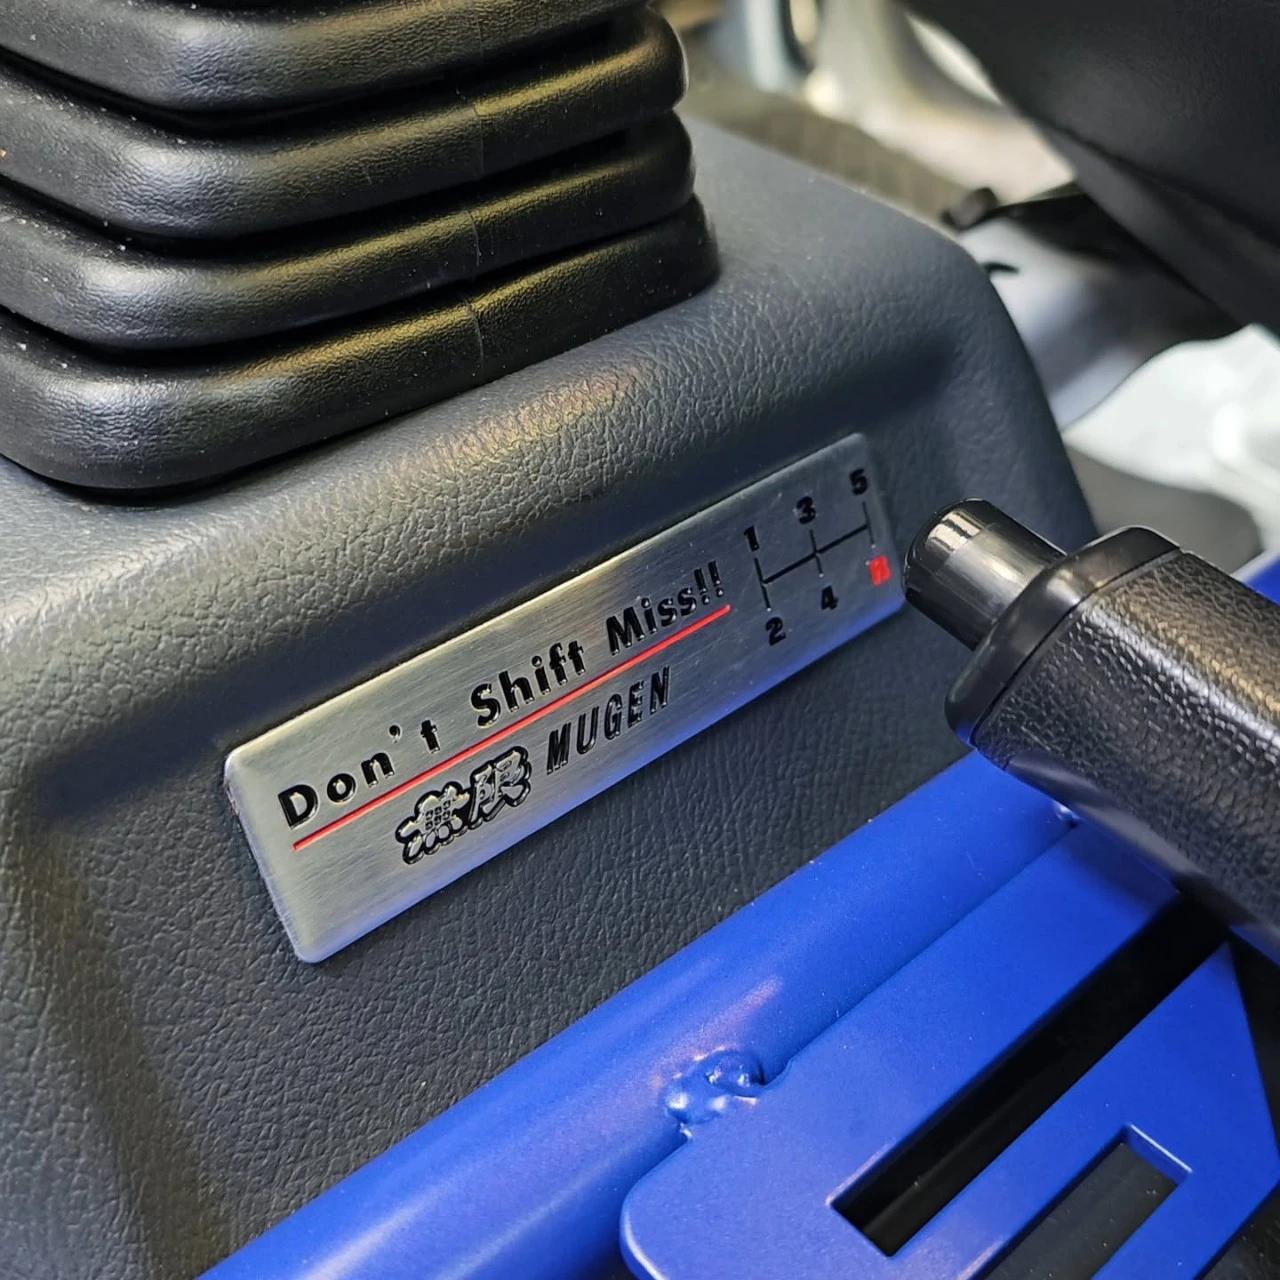 Don't Shift Miss!!
無限 MUGEN
1 3 5
2 4 R